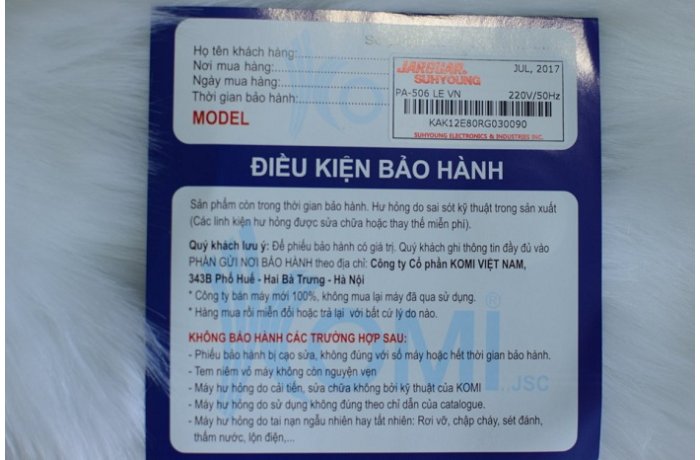 Họ tên khách hàng:
Nơi mua hàng:
Ngày mua hàng:
Thời gian bảo hành:
MODEL
JARGUAR
SUHYOUNG
JUL, 2017
PA-506 LE VN 220V/50Hz
KAK12E80RG030090
SUHYOUNG ELECTRONICS & INDUSTRIES INC.
ĐIỀU KIỆN BẢO HÀNH
Sản phẩm còn trong thời gian bảo hành. Hư hỏng do sai sót kỹ thuật trong sản xuất
(Các linh kiện hư hỏng được sửa chữa hoặc thay thế miễn phí).
Quý khách lưu ý: Để phiếu bảo hành có giá trị. Quý khách ghi thông tin đầy đủ vào
PHẦN GỬI NƠI BẢO HÀNH theo địa chỉ: Công ty Cổ phần KOMI VIỆT NAM,
343B Phố Huế - Hai Bà Trưng - Hà Nội
* Công ty bán máy mới 100%, không mua lại máy đã qua sử dụng.
* Hàng mua rồi miễn đổi hoặc trả lại với bất cứ lý do nào.
KHÔNG BẢO HÀNH CÁC TRƯỜNG HỢP SAU:
- Phiếu bảo hành bị cạo sửa, không đúng với số máy hoặc hết thời gian bảo hành.
- Tem niêm vỏ máy không còn nguyên vẹn
- Máy hư hỏng do cải tiến, sửa chữa không bởi kỹ thuật của KOMI
- Máy hư hỏng do sử dụng không đúng theo chỉ dẫn của catalogue.
- Máy hư hỏng do tai nạn ngẫu nhiên hay tất nhiên: Rơi vỡ, chập cháy, sét đánh,
thấm nước, lộn điện,...
KOMI ®
.,JSC